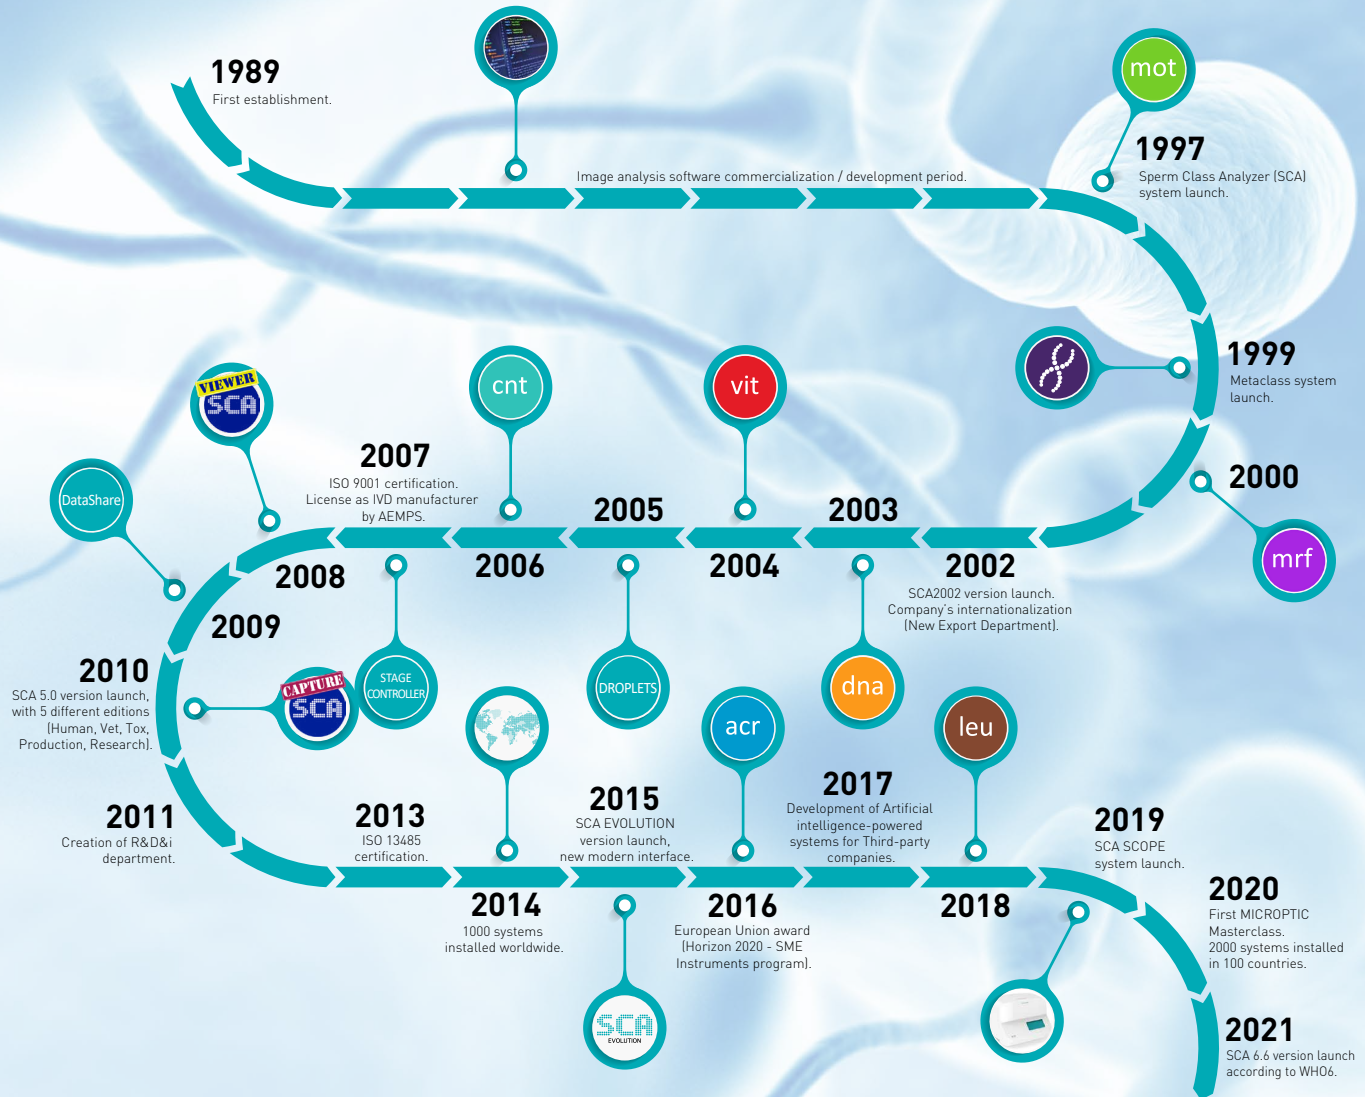 1989
First establishment.
Image analysis software commercialization / development period.
mot
1997
Sperm Class Analyzer (SCA)
system launch.
1999
Metaclass system
launch.
2000
mrf
2002
SCA2002 version launch.
Company's internationalization
(New Export Department).
2003
dna
vit
2004
2005
DROPLETS
cnt
2006
2007
ISO 9001 certification.
License as IVD manufacturer
by AEMPS.
STAGE
CONTROLLER
VIEWER
SCA
2008
DataShare
2009
2010
SCA 5.0 version launch,
with 5 different editions
(Human, Vet, Tox,
Production, Research).
CAPTURE
SCA
2011
Creation of R&D&i
department.
2013
ISO 13485
certification.
2014
1000 systems
installed worldwide.
2015
SCA EVOLUTION
version launch,
new modern interface.
SCA
EVOLUTION
acr
2016
European Union award
(Horizon 2020 - SME
Instruments program).
2017
Development of Artificial
intelligence-powered
systems for Third-party
companies.
leu
2018
2019
SCA SCOPE
system launch.
2020
First MICROPTIC
Masterclass.
2000 systems installed
in 100 countries.
2021
SCA 6.6 version launch
according to WHO6.